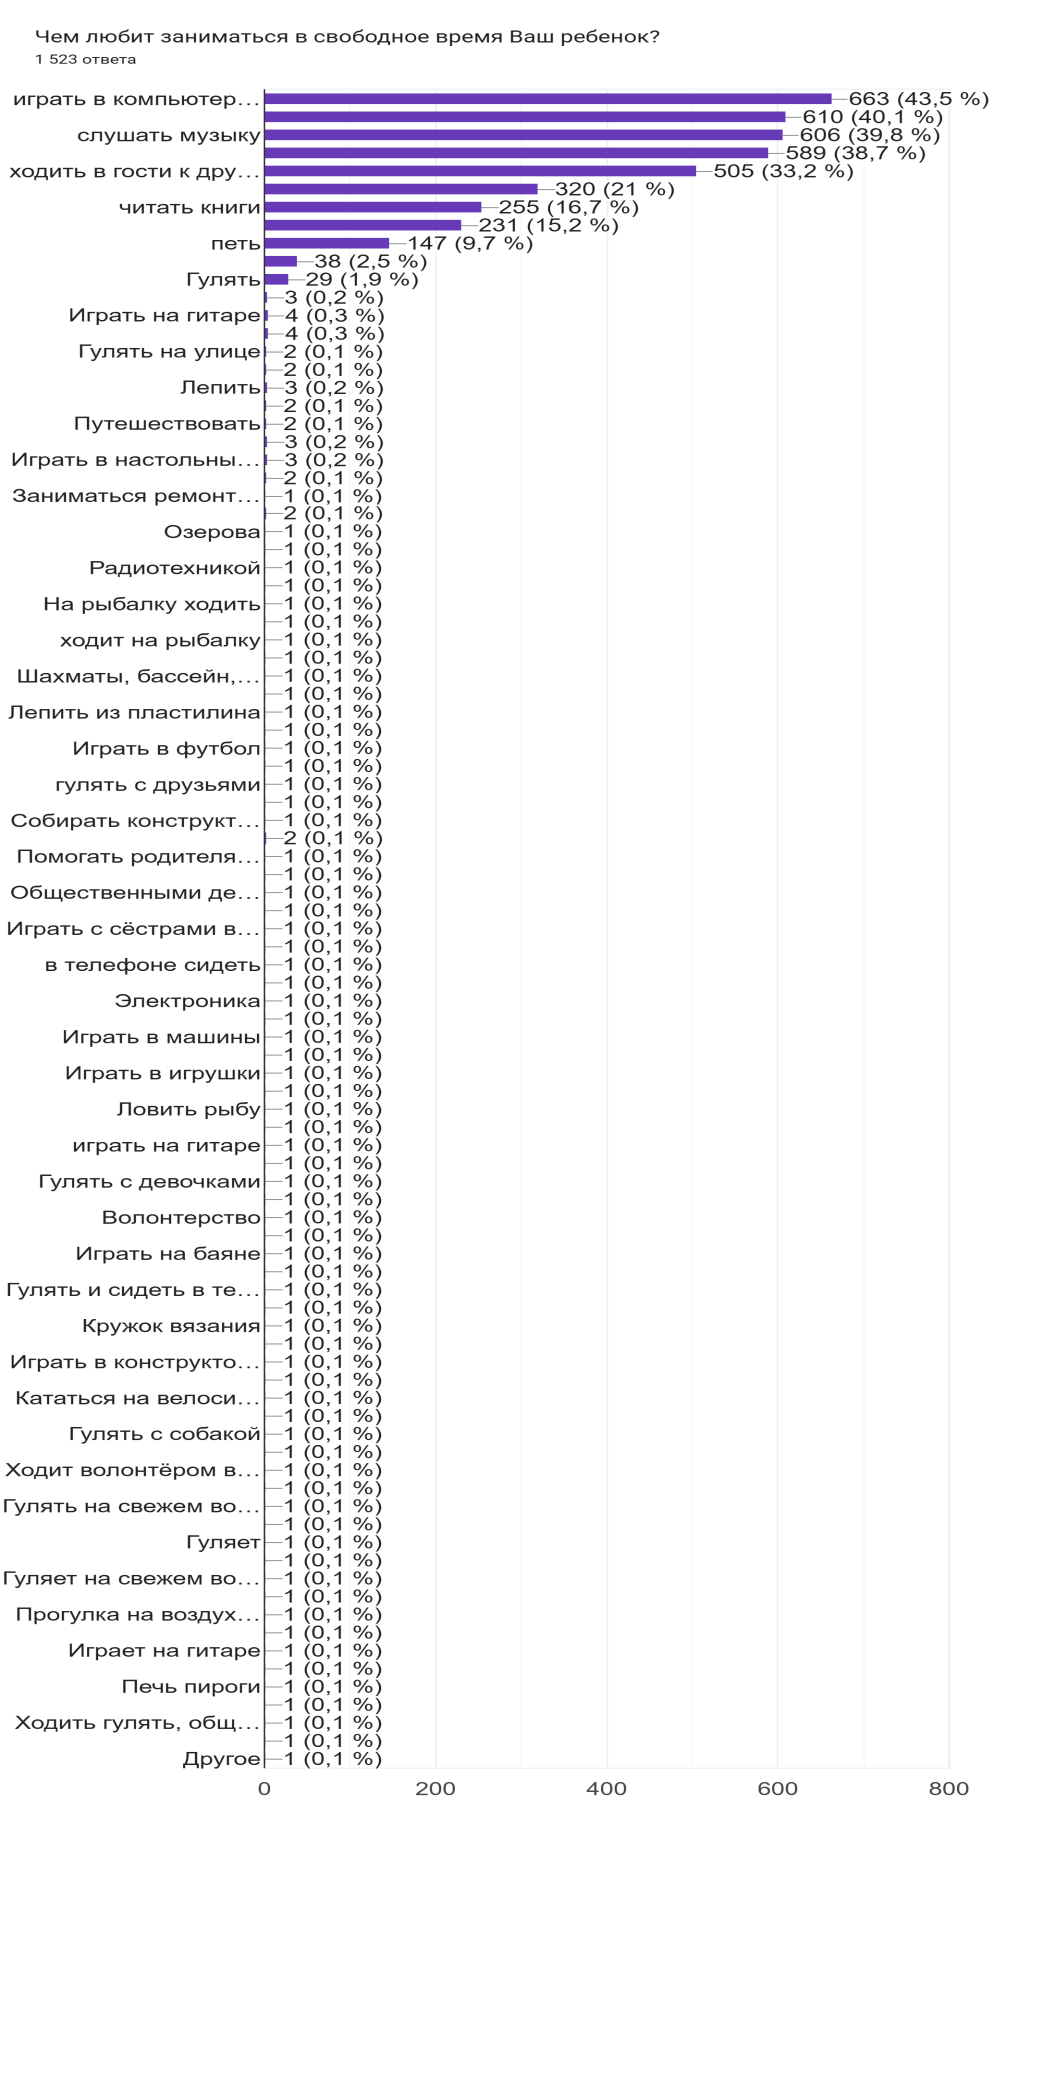 Чем любит заниматься в свободное время Ваш ребенок?
1 523 ответа
играть в компьютер… 663 (43,5 %)
610 (40,1 %)
слушать музыку 606 (39,8 %)
589 (38,7 %)
ходить в гости к дру… 505 (33,2 %)
320 (21 %)
читать книги 255 (16,7 %)
231 (15,2 %)
петь 147 (9,7 %)
38 (2,5 %)
Гулять 29 (1,9 %)
3 (0,2 %)
Играть на гитаре 4 (0,3 %)
4 (0,3 %)
Гулять на улице 2 (0,1 %)
2 (0,1 %)
Лепить 3 (0,2 %)
2 (0,1 %)
Путешествовать 2 (0,1 %)
3 (0,2 %)
Играть в настольны… 3 (0,2 %)
2 (0,1 %)
Заниматься ремонт… 1 (0,1 %)
2 (0,1 %)
Озерова 1 (0,1 %)
1 (0,1 %)
Радиотехникой 1 (0,1 %)
1 (0,1 %)
На рыбалку ходить 1 (0,1 %)
1 (0,1 %)
ходит на рыбалку 1 (0,1 %)
1 (0,1 %)
Шахматы, бассейн,… 1 (0,1 %)
1 (0,1 %)
Лепить из пластилина 1 (0,1 %)
1 (0,1 %)
Играть в футбол 1 (0,1 %)
1 (0,1 %)
гулять с друзьями 1 (0,1 %)
1 (0,1 %)
Собирать конструкт… 1 (0,1 %)
2 (0,1 %)
Помогать родителя… 1 (0,1 %)
1 (0,1 %)
Общественными де… 1 (0,1 %)
1 (0,1 %)
Играть с сёстрами в… 1 (0,1 %)
1 (0,1 %)
в телефоне сидеть 1 (0,1 %)
1 (0,1 %)
Электроника 1 (0,1 %)
1 (0,1 %)
Играть в машины 1 (0,1 %)
1 (0,1 %)
Играть в игрушки 1 (0,1 %)
1 (0,1 %)
Ловить рыбу 1 (0,1 %)
1 (0,1 %)
играть на гитаре 1 (0,1 %)
1 (0,1 %)
Гулять с девочками 1 (0,1 %)
1 (0,1 %)
Волонтерство 1 (0,1 %)
1 (0,1 %)
Играть на баяне 1 (0,1 %)
1 (0,1 %)
Гулять и сидеть в те… 1 (0,1 %)
1 (0,1 %)
Кружок вязания 1 (0,1 %)
1 (0,1 %)
Играть в конструкто… 1 (0,1 %)
1 (0,1 %)
Кататься на велоси… 1 (0,1 %)
1 (0,1 %)
Гулять с собакой 1 (0,1 %)
1 (0,1 %)
Ходит волонтёром в… 1 (0,1 %)
1 (0,1 %)
Гулять на свежем во… 1 (0,1 %)
1 (0,1 %)
Гуляет 1 (0,1 %)
1 (0,1 %)
Гуляет на свежем во… 1 (0,1 %)
1 (0,1 %)
Прогулка на воздух… 1 (0,1 %)
1 (0,1 %)
Играет на гитаре 1 (0,1 %)
1 (0,1 %)
Печь пироги 1 (0,1 %)
1 (0,1 %)
Ходить гулять, общ… 1 (0,1 %)
1 (0,1 %)
Другое 1 (0,1 %)
0 200 400 600 800